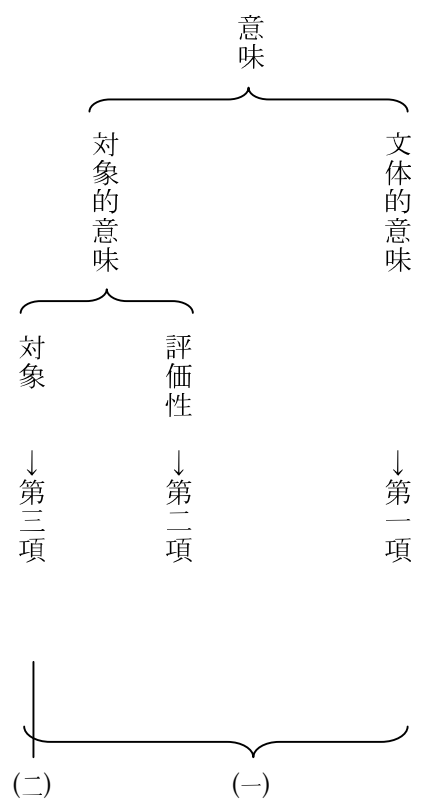 意味
文体的意味
対象的意味
評価性
対象
→第一項
→第二項
→第三項
(一)
(二)